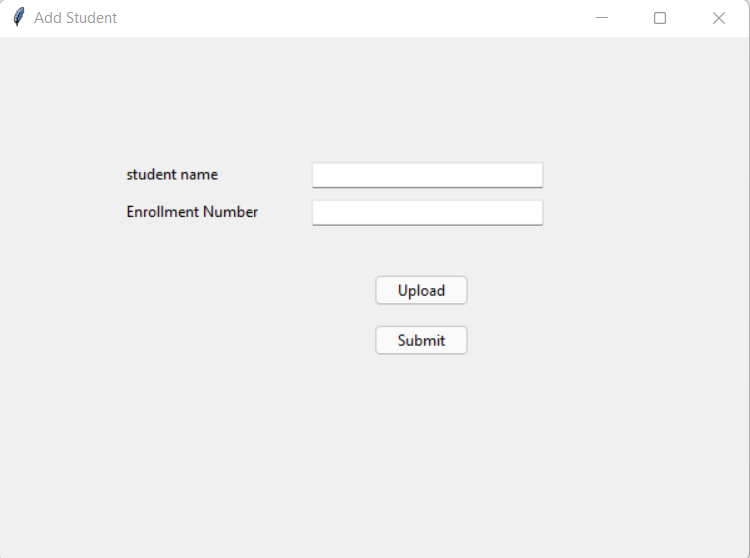 Add Student
student name
Enrollment Number
Upload
Submit